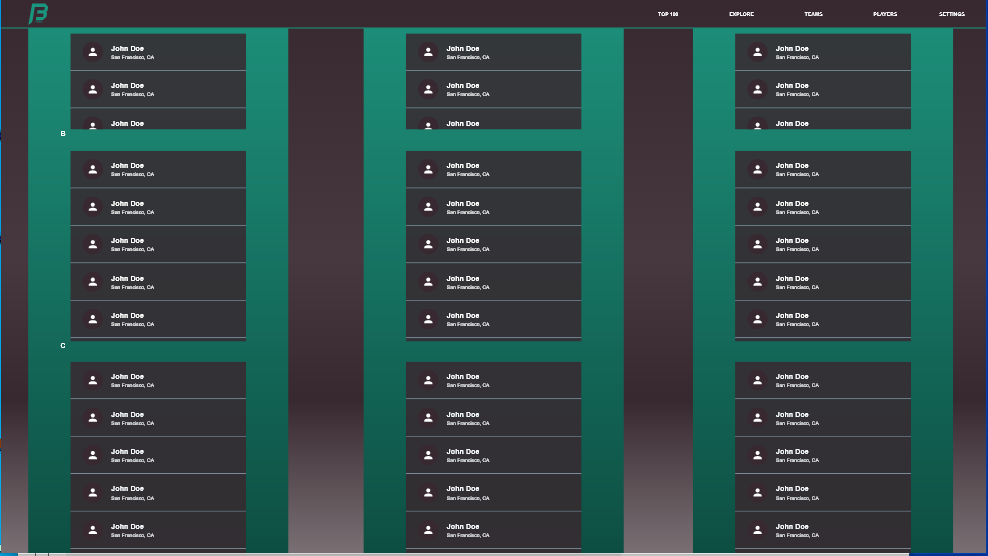 TOP 100 EXPLORE TEAMS PLAYERS SETTINGS
John Doe John Doe John Doe
San Francisco, CA San Francisco, CA San Francisco, CA
John Doe John Doe John Doe
San Francisco, CA San Francisco, CA San Francisco, CA
John Doe John Doe John Doe
B
John Doe John Doe John Doe
San Francisco, CA San Francisco, CA San Francisco, CA
John Doe John Doe John Doe
San Francisco, CA San Francisco, CA San Francisco, CA
John Doe John Doe John Doe
San Francisco, CA San Francisco, CA San Francisco, CA
John Doe John Doe John Doe
San Francisco, CA San Francisco, CA San Francisco, CA
John Doe John Doe John Doe
San Francisco, CA San Francisco, CA San Francisco, CA
C
John Doe John Doe John Doe
San Francisco, CA San Francisco, CA San Francisco, CA
John Doe John Doe John Doe
San Francisco, CA San Francisco, CA San Francisco, CA
John Doe John Doe John Doe
San Francisco, CA San Francisco, CA San Francisco, CA
John Doe John Doe John Doe
San Francisco, CA San Francisco, CA San Francisco, CA
John Doe John Doe John Doe
San Francisco, CA San Francisco, CA San Francisco, CA